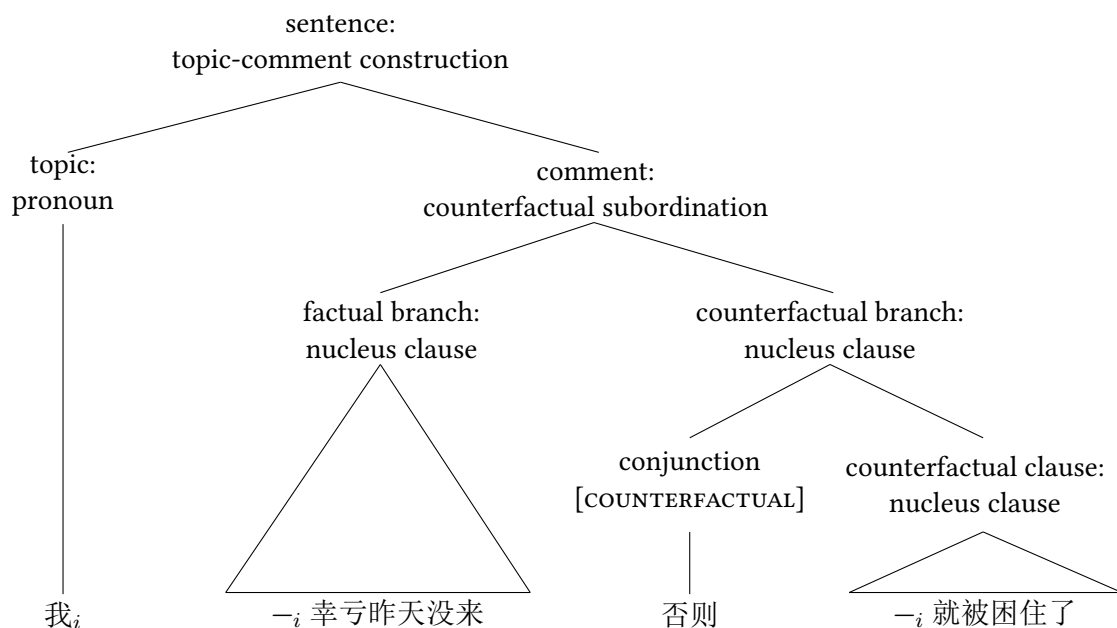 sentence:
topic-comment construction
topic:
pronoun
comment:
counterfactual subordination
factual branch:
nucleus clause
counterfactual branch:
nucleus clause
conjunction
[COUNTERFACTUAL]
counterfactual clause:
nucleus clause
我i
–i 幸亏昨天没来
否则
–i 就被困住了